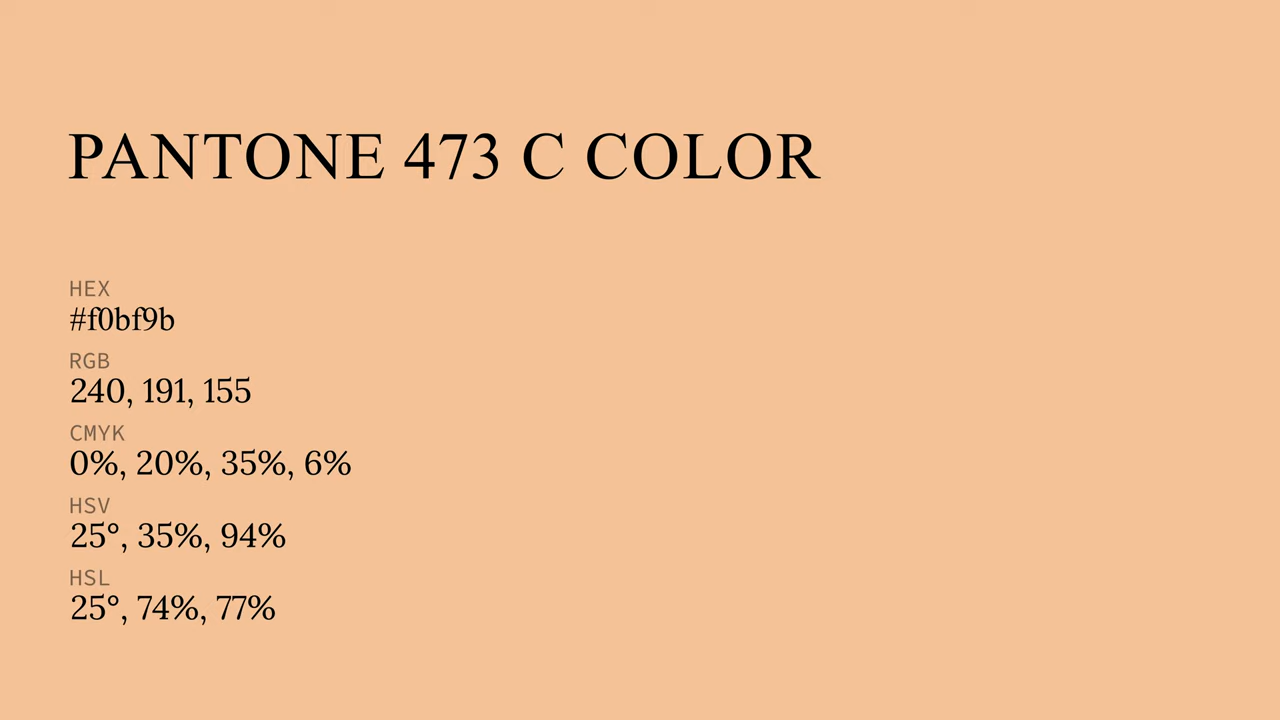 PANTONE 473 C COLOR
HEX
#f0bf9b
RGB
240, 191, 155
CMYK
0%, 20%, 35%, 6%
HSV
25°, 35%, 94%
HSL
25°, 74%, 77%